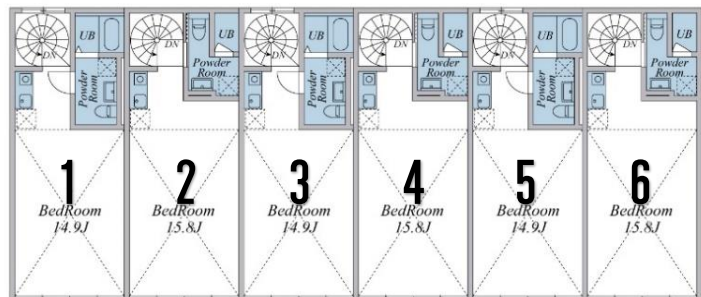 DN
UB
Powder
Room
1
BedRoom
14.9J
DN
UB
Powder
Room
2
BedRoom
15.8J
DN
UB
Powder
Room
3
BedRoom
14.9J
DN
UB
Powder
Room
4
BedRoom
15.8J
DN
UB
Powder
Room
5
BedRoom
14.9J
DN
UB
Powder
Room
6
BedRoom
15.8J